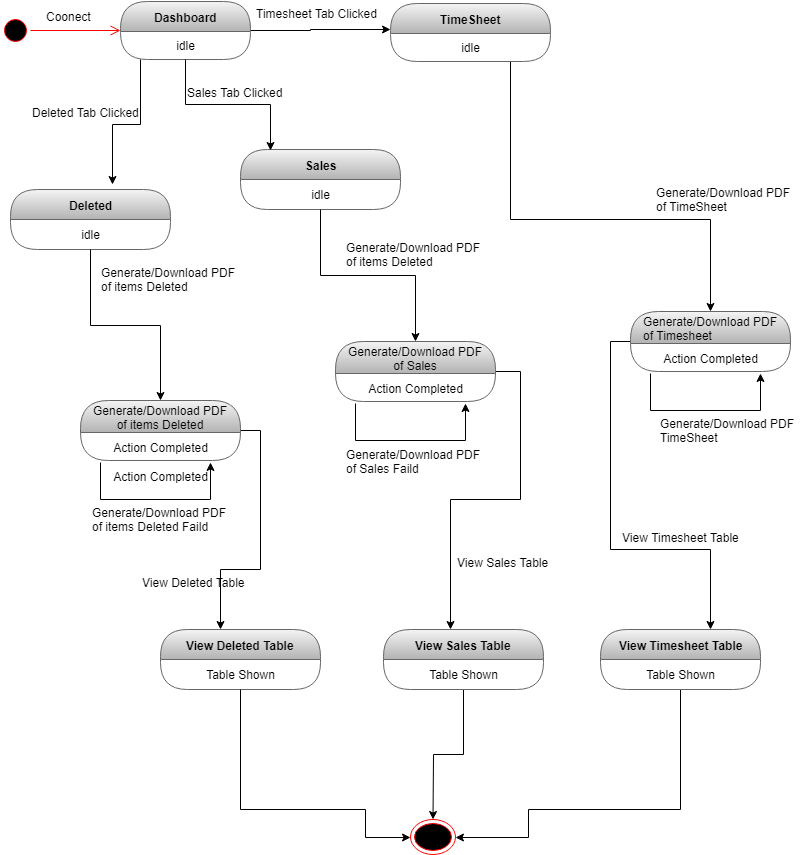 Coonect
Dashboard
idle
Timesheet Tab Clicked
TimeSheet
idle
Deleted Tab Clicked
Sales Tab Clicked
Sales
idle
Deleted
idle
Generate/Download PDF
of TimeSheet
Generate/Download PDF
of items Deleted
Generate/Download PDF
of items Deleted
Generate/Download PDF
of Timesheet
Action Completed
Generate/Download PDF
of Sales
Action Completed
Generate/Download PDF
of items Deleted
Action Completed
Generate/Download PDF
TimeSheet
Generate/Download PDF
of Sales Faild
Action Completed
Generate/Download PDF
of items Deleted Faild
View Timesheet Table
View Sales Table
View Deleted Table
View Deleted Table
Table Shown
View Sales Table
Table Shown
View Timesheet Table
Table Shown